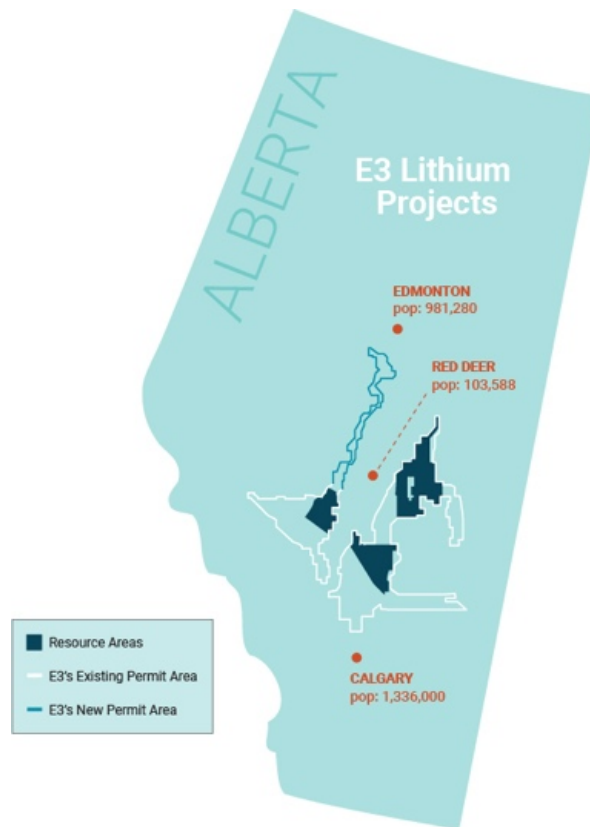 ALBERTA
E3 Lithium
Projects
EDMONTON
pop: 981,280
RED DEER
pop: 103,588
CALGARY
pop: 1,336,000
Resource Areas
E3's Existing Permit Area
E3's New Permit Area